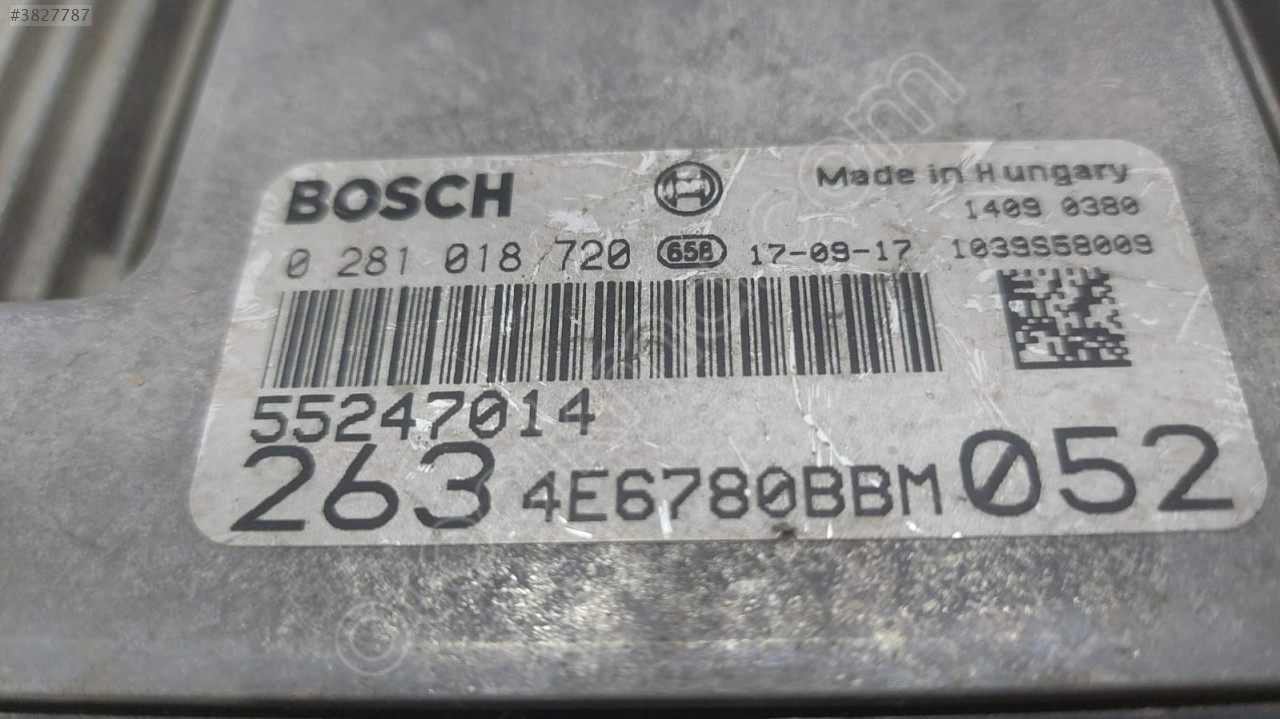 #3827787
BOSCH
Made in Hungary
1409 0380
0 281 018 720 658 17-09-17 1039S58009
55247014
263 4E6780BBM 052